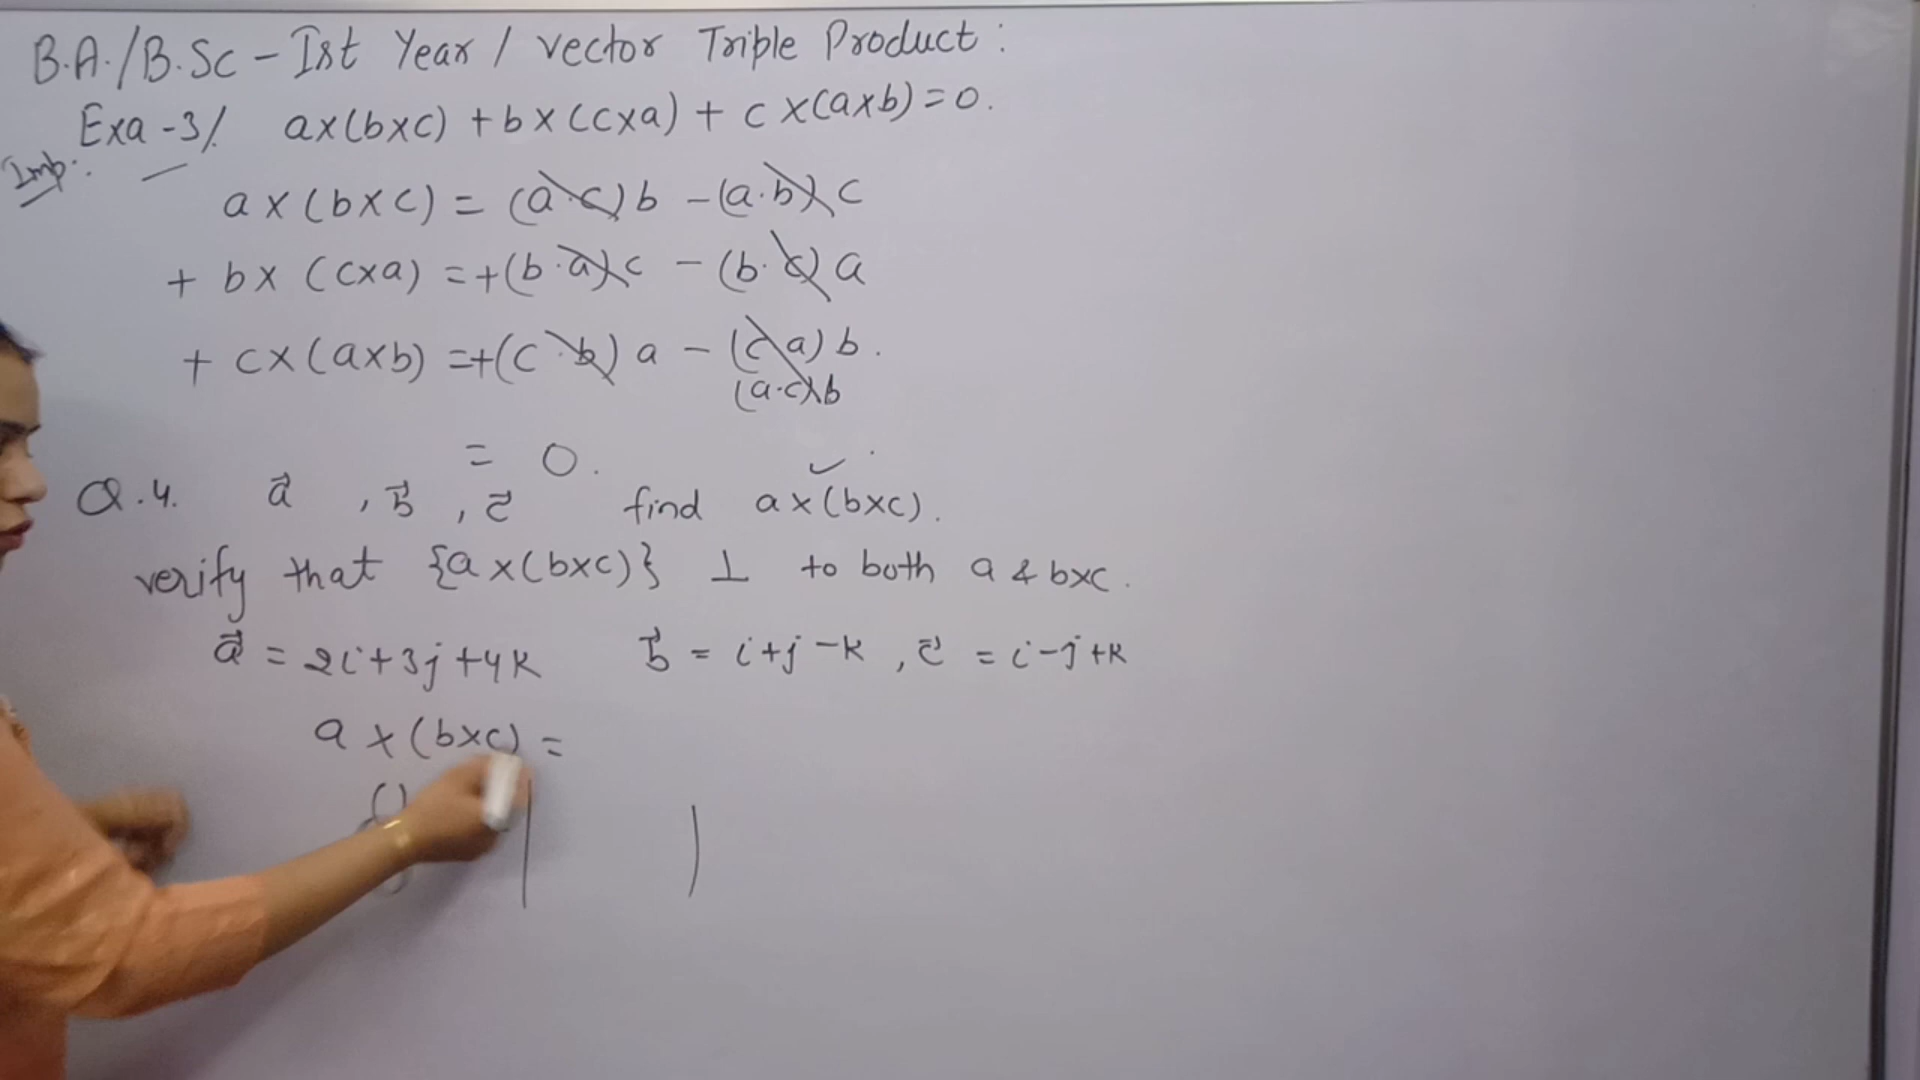 B.A./B.Sc - Ist Year / Vector Triple Product :
Exa - 3/. a×(b×c) + b×(c×a) + c×(a×b) = 0.
Imp.
a × (b×c) = (a·c) b - (a·b) c
+ b× (c×a) = +(b·a) c - (b·c) a
+ c×(a×b) = +(c·b) a - (c·a) b.
(a·c) b
= 0.
Q.4. a⃗ , b⃗ , c⃗ find a×(b×c).
verify that {a×(b×c)} ⊥ to both a & b×c.
a⃗ = 2i+3j+4k b⃗ = i+j-k , c⃗ = i-j+k
a × (b×c) =